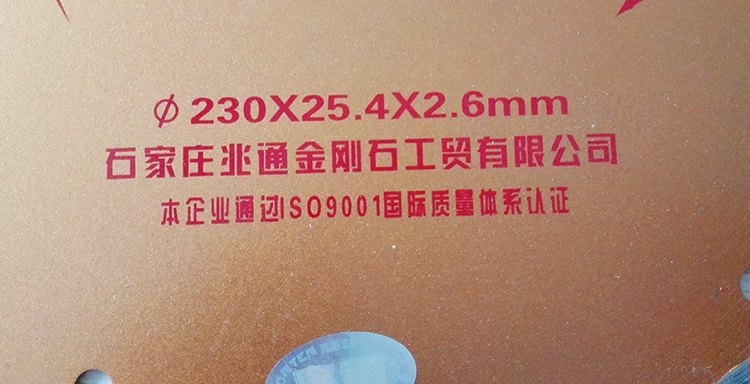 φ230X25.4X2.6mm
石家庄兆通金刚石工贸有限公司
本企业通过ISO9001国际质量体系认证